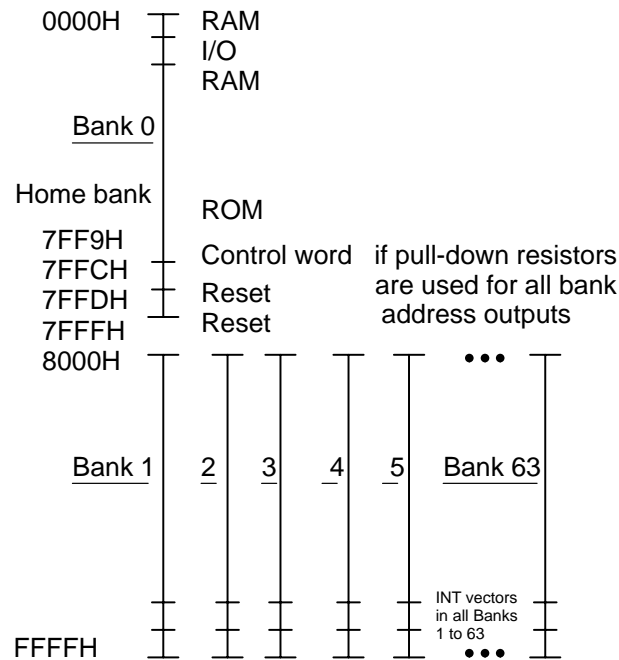 0000H RAM
I/O
RAM
Bank 0
Home bank ROM
7FF9H
7FFCH Control word if pull-down resistors
7FFDH Reset are used for all bank
7FFFH Reset address outputs
8000H •••
Bank 1 2 3 4 5 Bank 63
INT vectors
in all Banks
1 to 63
FFFFH •••